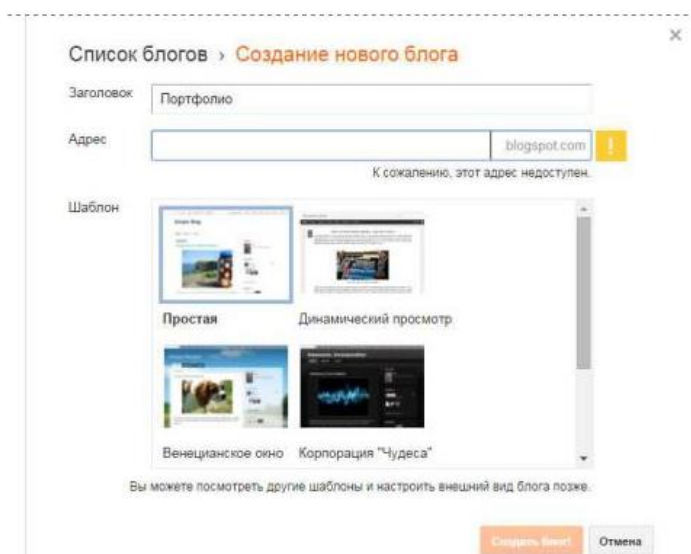 Список блогов › Создание нового блога
Заголовок
Портфолио
Адрес
.blogspot.com
!
К сожалению, этот адрес недоступен.
Шаблон
Простая
Динамический просмотр
Венецианское окно
Корпорация "Чудеса"
Вы можете посмотреть другие шаблоны и настроить внешний вид блога позже.
Создать блог!
Отмена